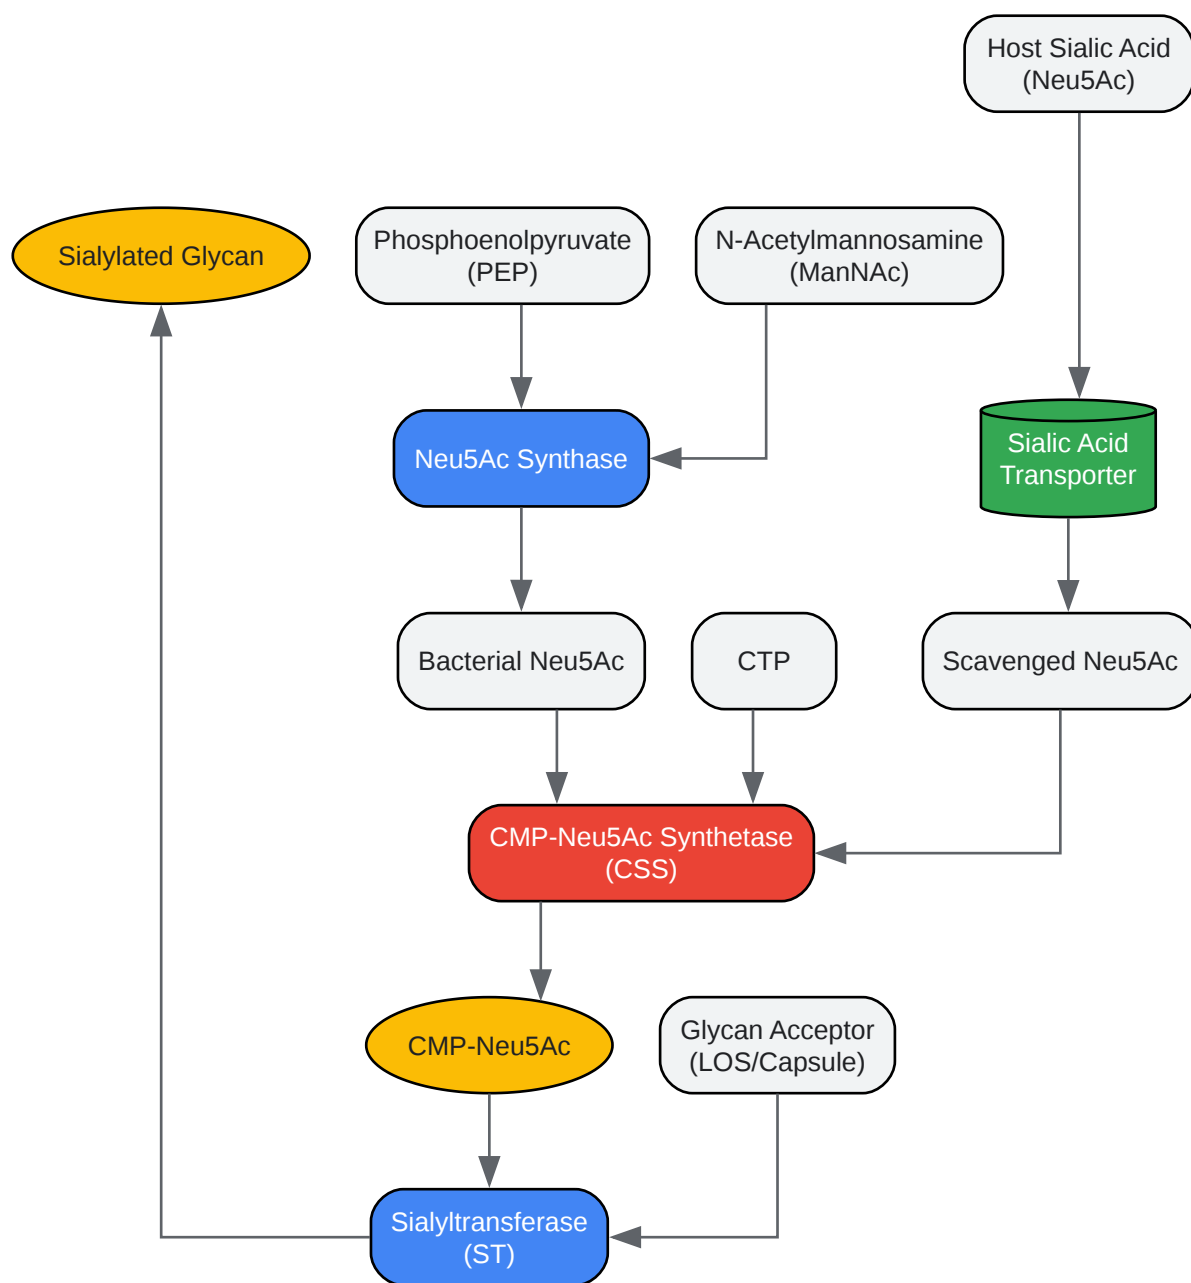 Host Sialic Acid
(Neu5Ac)
Sialylated Glycan
Phosphoenolpyruvate
(PEP)
N-Acetylmannosamine
(ManNAc)
Neu5Ac Synthase
Sialic Acid
Transporter
Bacterial Neu5Ac
CTP
Scavenged Neu5Ac
CMP-Neu5Ac Synthetase
(CSS)
CMP-Neu5Ac
Glycan Acceptor
(LOS/Capsule)
Sialyltransferase
(ST)